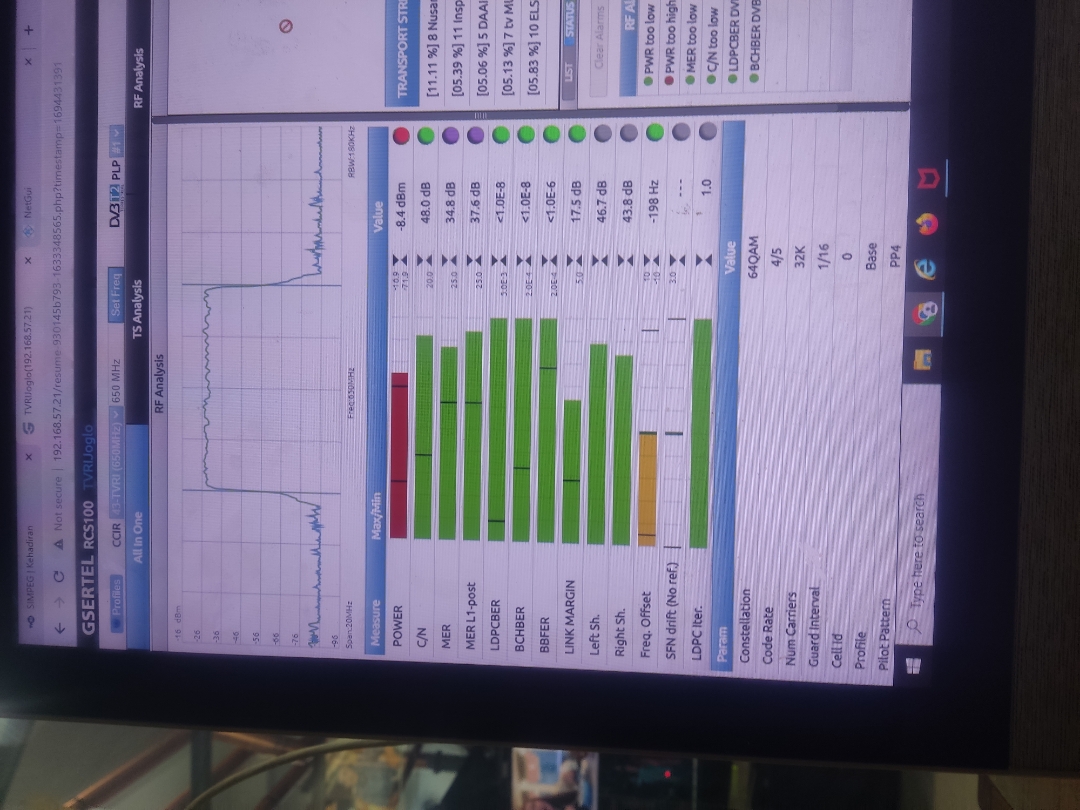 SIMPEG | Kehadiran × TVRIJoglo(192.168.57.21) × NetGui × +
Not secure | 192.168.57.21/resume-930145b793-1633348565.php?timestamp=1694431391
GSERTEL RCS100 TVRIJoglo
Profiles CCIR 43-TVRI (650MHz) 650 MHz Set Freq DVB T2 PLP #1
All In One TS Analysis RF Analysis
RF Analysis
-16 dBm
-26
-36
-46
-56
-66
-76
-96
Span:20MHz Freq:650MHz RBW:180KHz
Measure Max/Min Value
POWER -10.9 -71.9 -8.4 dBm
C/N 20.0 48.0 dB
MER 25.0 34.8 dB
MER L1-post 25.0 37.6 dB
LDPCBER 5.0E-3 <1.0E-8
BCHBER 2.0E-4 <1.0E-8
BBFER 2.0E-4 <1.0E-6
LINK MARGIN 5.0 17.5 dB
Left Sh. 46.7 dB
Right Sh. 43.8 dB
Freq. Offset 10 -10 -198 Hz
SFN drift (No ref.) 3.0 ---
LDPC Iter. 1.0
Param Value
Constellation 64QAM
Code Rate 4/5
Num Carriers 32K
Guard Interval 1/16
Cell id 0
Profile Base
Pilot Pattern PP4
TRANSPORT STRE
[11.11 %] 8 Nusa
[05.39 %] 11 Insp
[05.06 %] 5 DAAI
[05.13 %] 7 tv MU
[05.83 %] 10 ELS
LIST STATUS
Clear Alarms
RF AL
PWR too low
PWR too high
MER too low
C/N too low
LDPCBER DV
BCHBER DVB
Type here to search